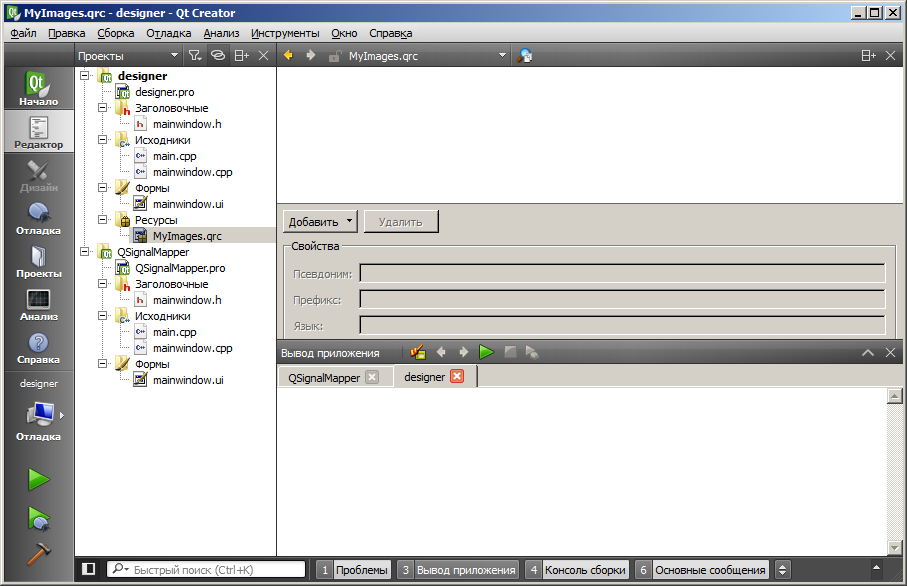 MyImages.qrc - designer - Qt Creator
Файл Правка Сборка Отладка Анализ Инструменты Окно Справка
Проекты
MyImages.qrc
Qt
Начало
Редактор
Дизайн
Отладка
Проекты
Анализ
Справка
designer
Отладка
designer
designer.pro
Заголовочные
mainwindow.h
Исходники
main.cpp
mainwindow.cpp
Формы
mainwindow.ui
Ресурсы
MyImages.qrc
QSignalMapper
QSignalMapper.pro
Заголовочные
mainwindow.h
Исходники
main.cpp
mainwindow.cpp
Формы
mainwindow.ui
Добавить Удалить
Свойства
Псевдоним:
Префикс:
Язык:
Вывод приложения
QSignalMapper designer
Быстрый поиск (Ctrl+K) 1 Проблемы 3 Вывод приложения 4 Консоль сборки 6 Основные сообщения